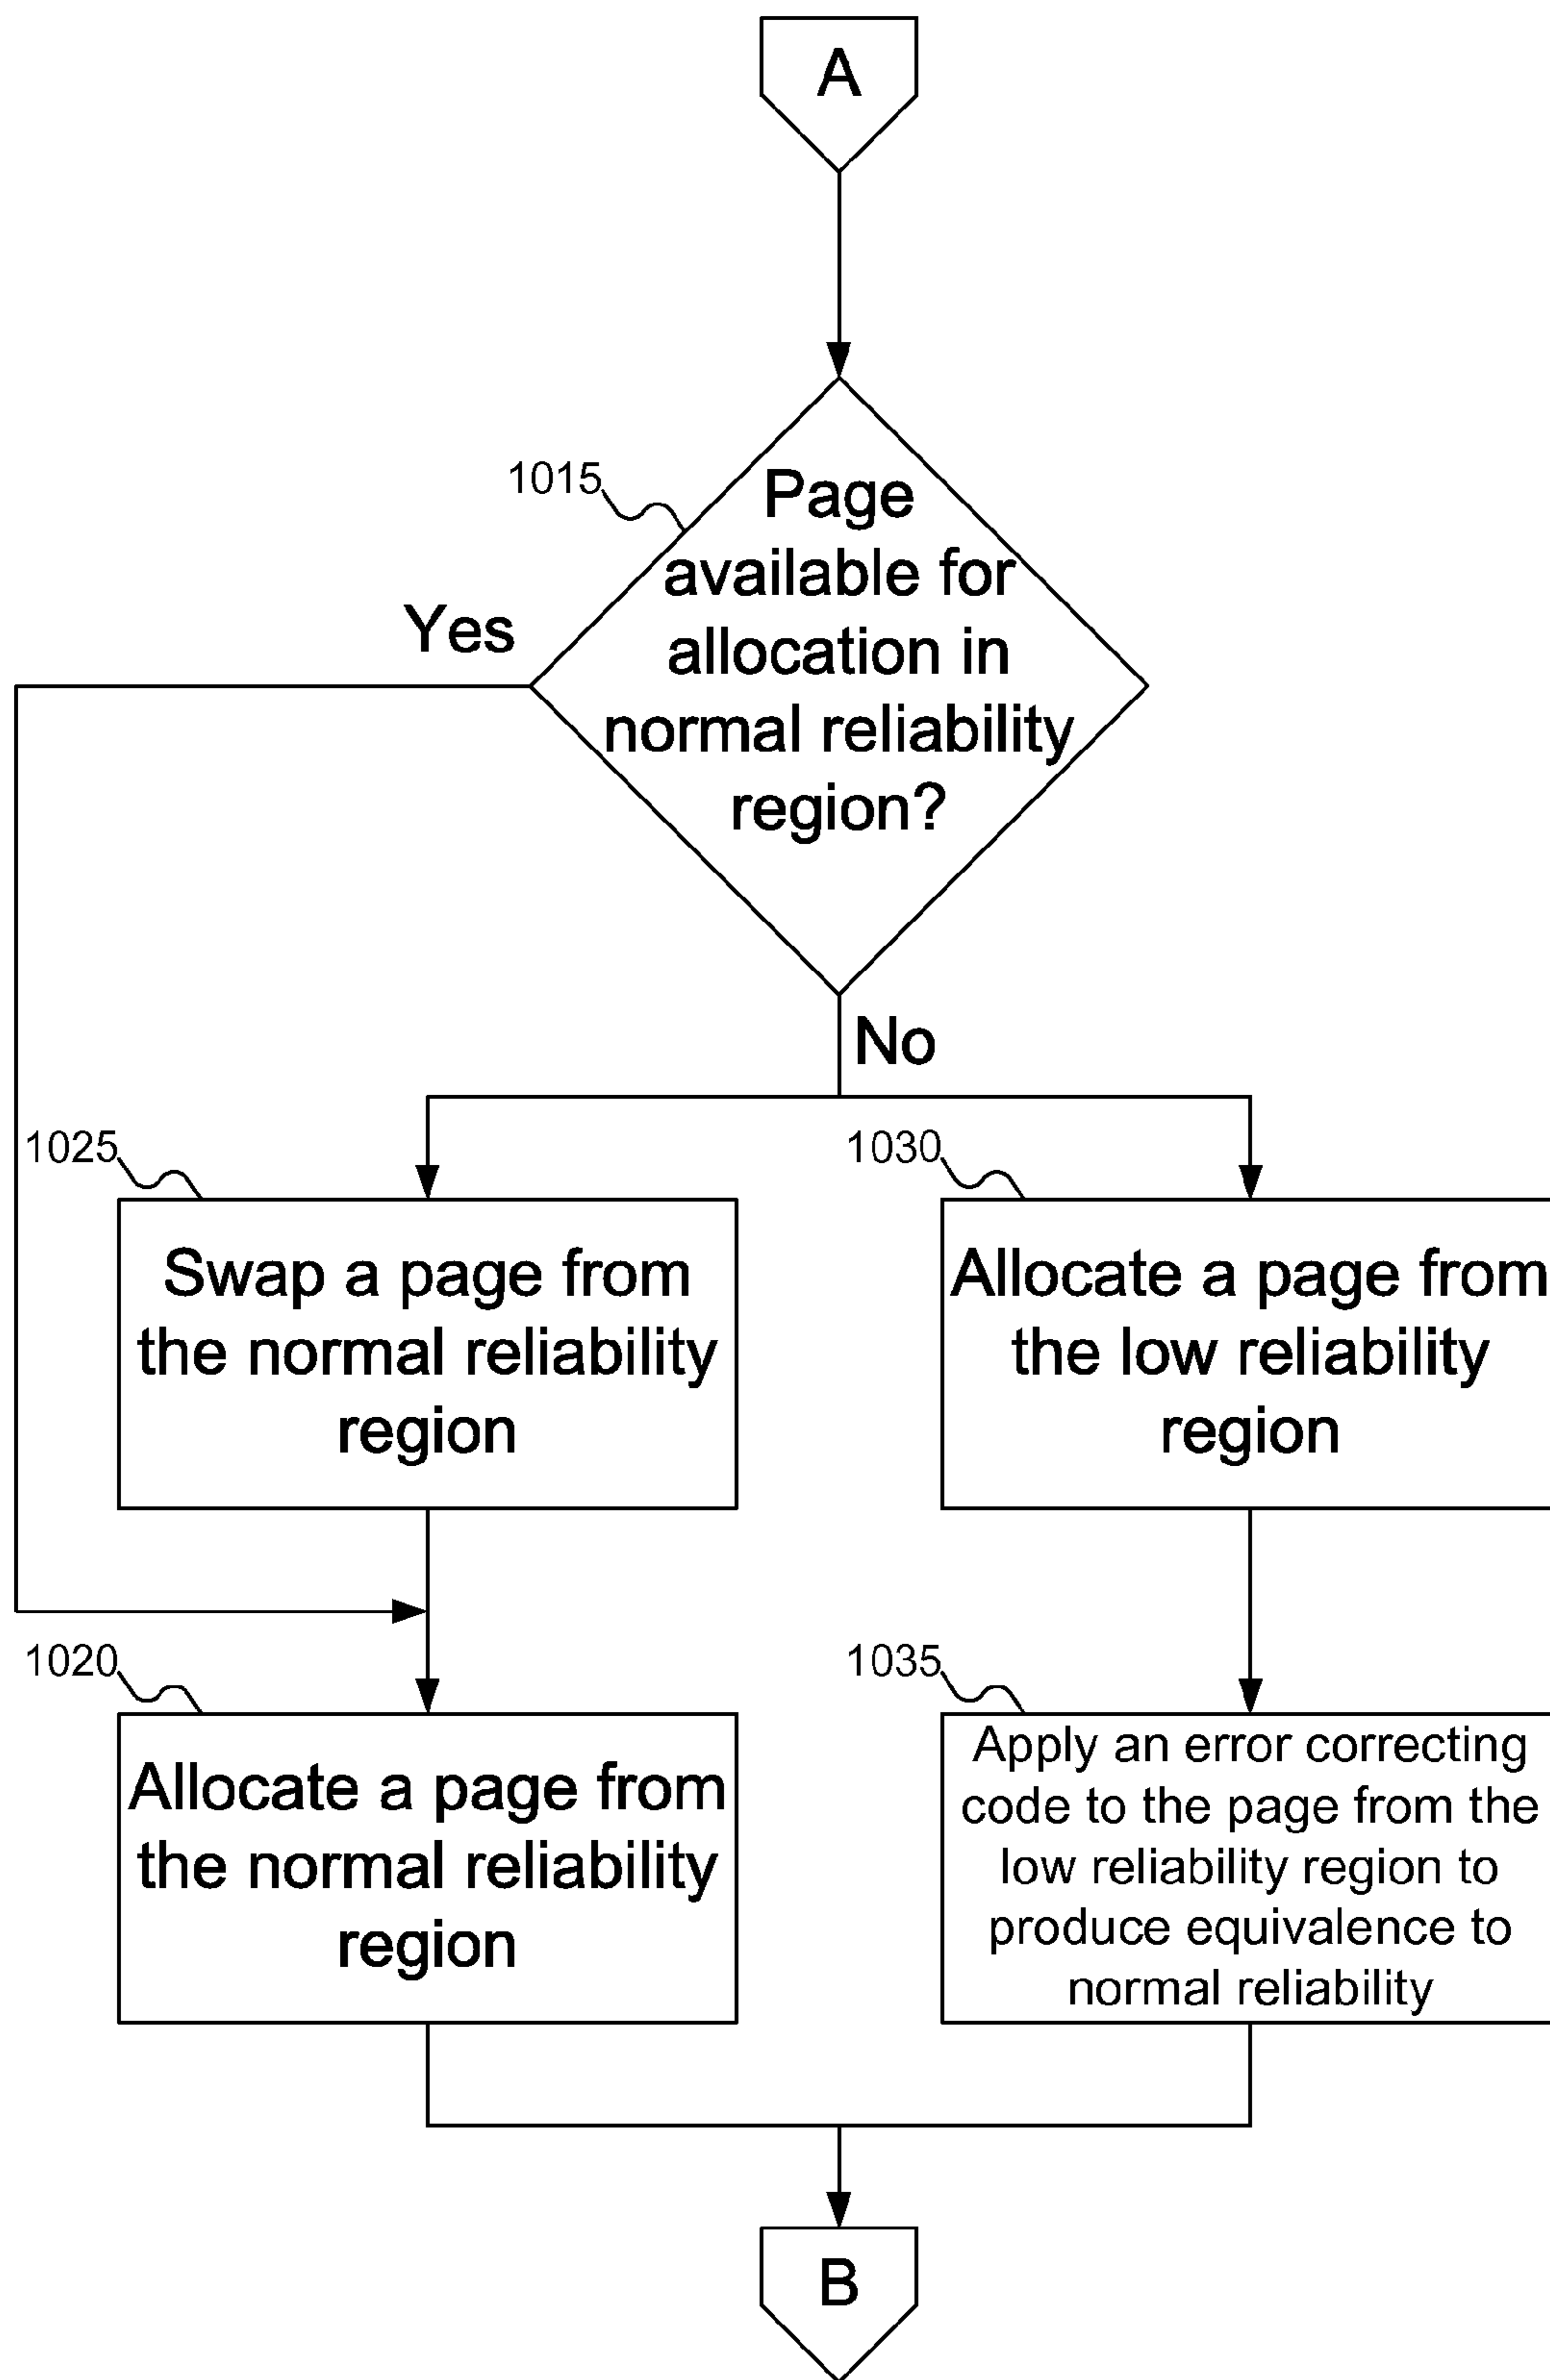 A
1015
Page
available for
allocation in
normal reliability
region?
Yes
No
1025
Swap a page from
the normal reliability
region
1030
Allocate a page from
the low reliability
region
1020
Allocate a page from
the normal reliability
region
1035
Apply an error correcting
code to the page from the
low reliability region to
produce equivalence to
normal reliability
B